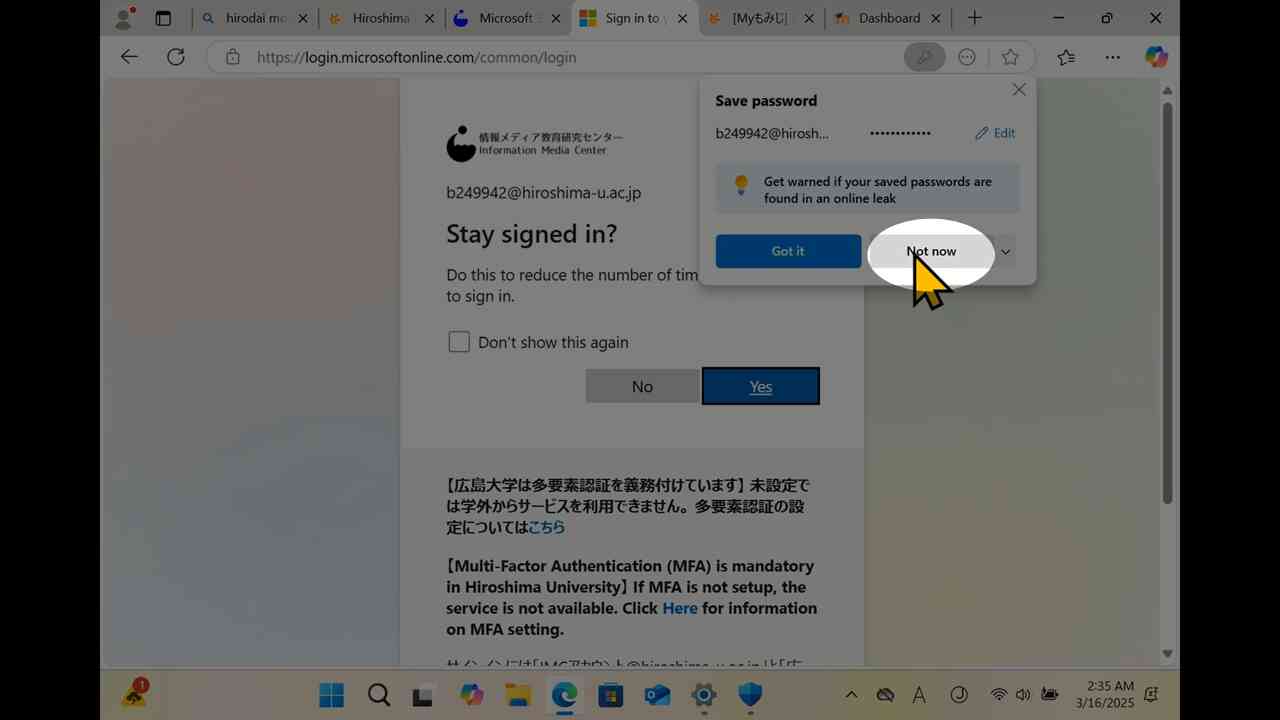 hirodai mo
Hiroshima
Microsoft
Sign in to
[Myもみじ]
Dashboard
https://login.microsoftonline.com/common/login
Save password
b249942@hirosh... •••••••••••• Edit
Get warned if your saved passwords are
found in an online leak
Got it
Not now
情報メディア教育研究センター
Information Media Center
b249942@hiroshima-u.ac.jp
Stay signed in?
Do this to reduce the number of tim
to sign in.
Don't show this again
No
Yes
【広島大学は多要素認証を義務付けています】未設定で
は学外からサービスを利用できません。多要素認証の設
定についてはこちら
【Multi-Factor Authentication (MFA) is mandatory
in Hiroshima University】 If MFA is not setup, the
service is not available. Click Here for information
on MFA setting.
1
2:35 AM
3/16/2025